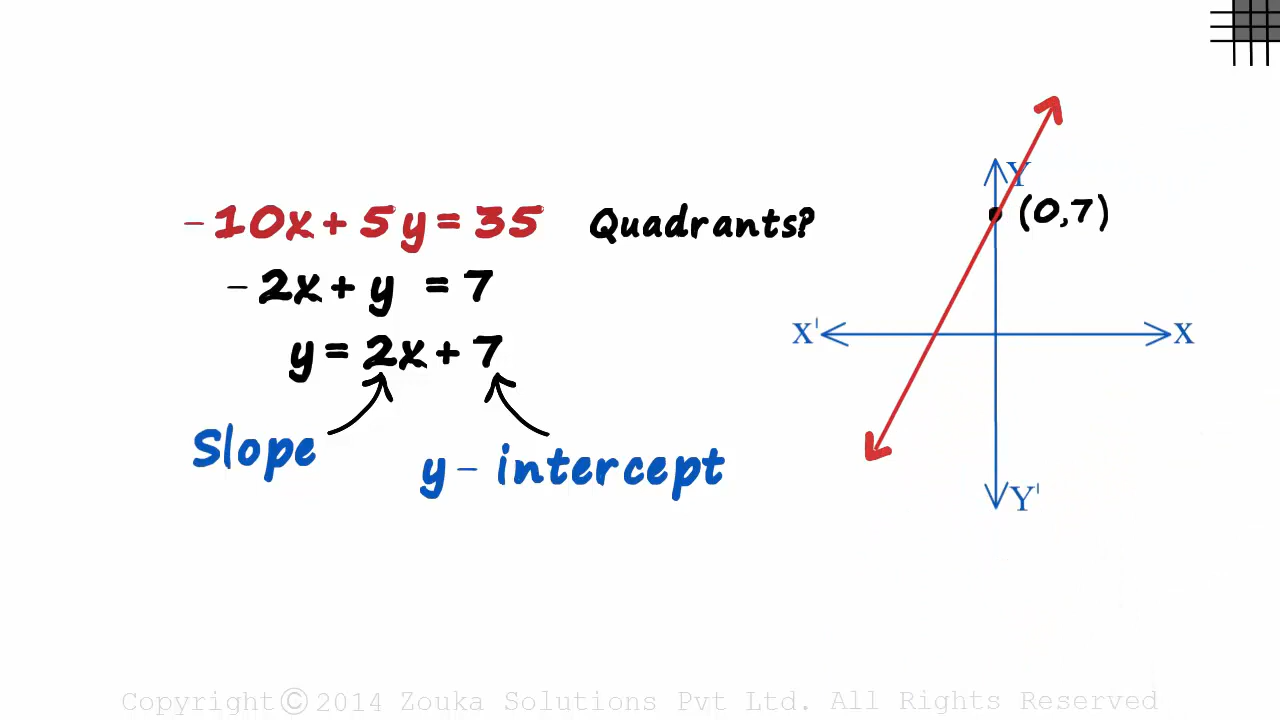 -10x + 5y = 35 Quadrants?
-2x + y = 7
y = 2x + 7
Slope
y - intercept
Y
(0,7)
X' X
Y'
Copyright©2014 Zouka Solutions Pvt Ltd. All Rights Reserved